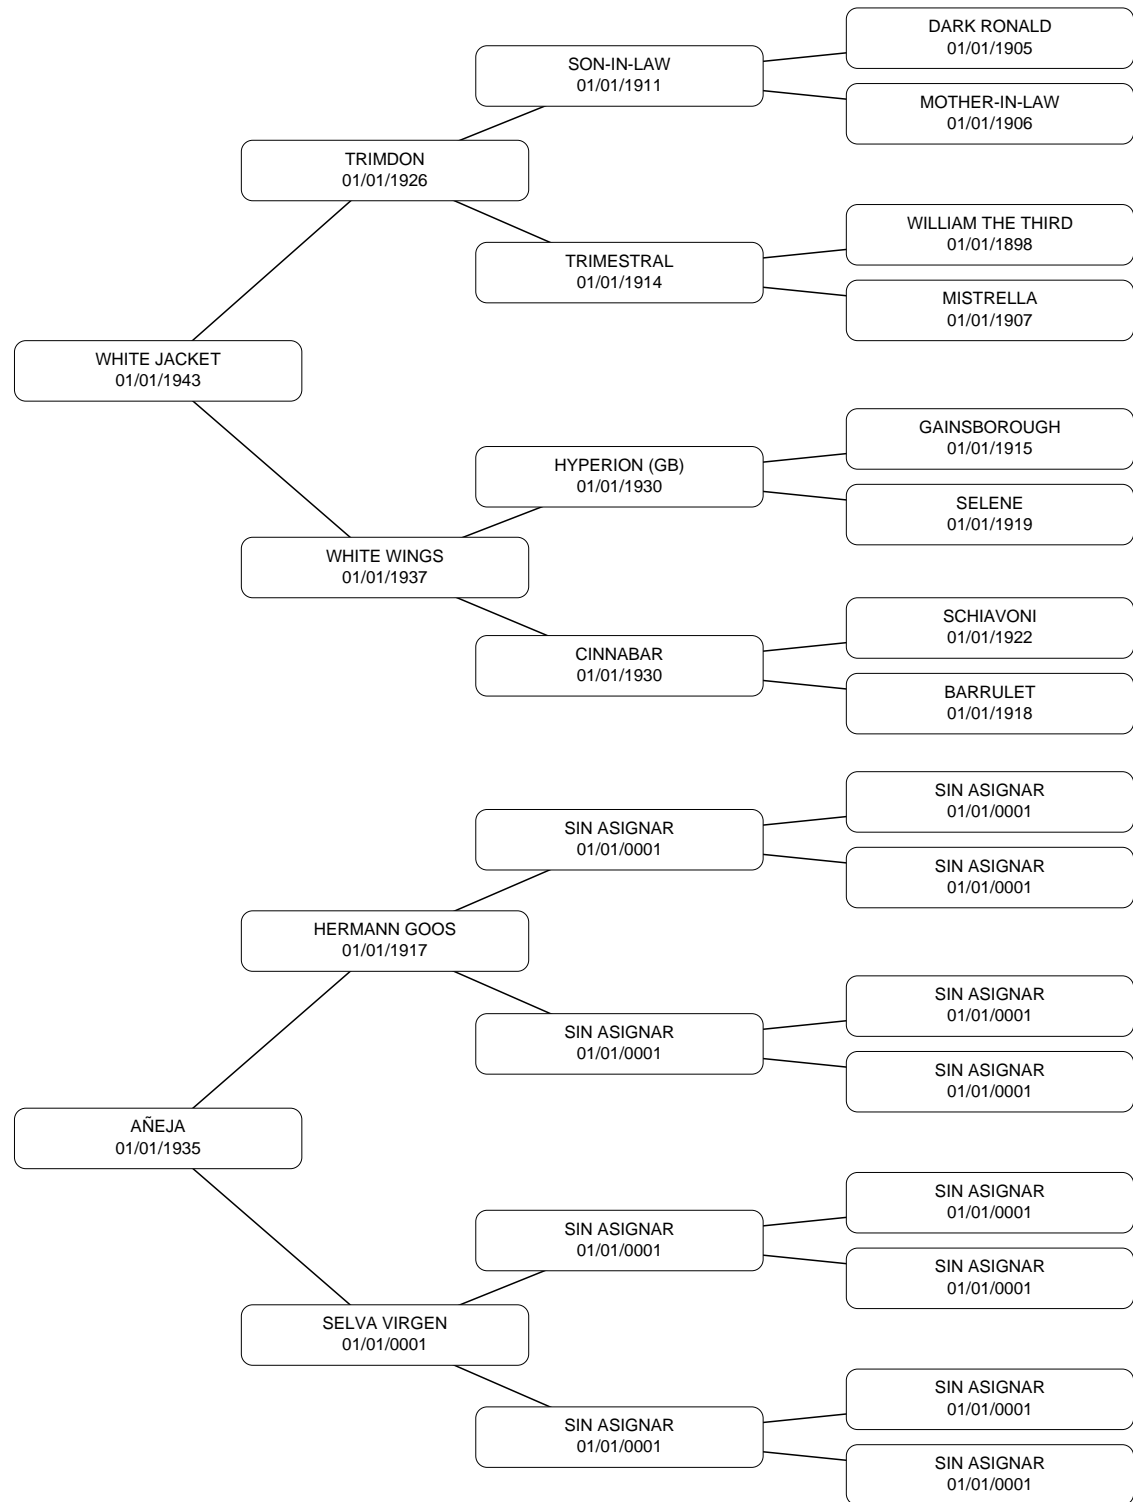 DARK RONALD
01/01/1905
SON-IN-LAW
01/01/1911
MOTHER-IN-LAW
01/01/1906
TRIMDON
01/01/1926
WILLIAM THE THIRD
01/01/1898
TRIMESTRAL
01/01/1914
MISTRELLA
01/01/1907
WHITE JACKET
01/01/1943
GAINSBOROUGH
01/01/1915
HYPERION (GB)
01/01/1930
SELENE
01/01/1919
WHITE WINGS
01/01/1937
SCHIAVONI
01/01/1922
CINNABAR
01/01/1930
BARRULET
01/01/1918
SIN ASIGNAR
01/01/0001
SIN ASIGNAR
01/01/0001
SIN ASIGNAR
01/01/0001
HERMANN GOOS
01/01/1917
SIN ASIGNAR
01/01/0001
SIN ASIGNAR
01/01/0001
SIN ASIGNAR
01/01/0001
AÑEJA
01/01/1935
SIN ASIGNAR
01/01/0001
SIN ASIGNAR
01/01/0001
SIN ASIGNAR
01/01/0001
SELVA VIRGEN
01/01/0001
SIN ASIGNAR
01/01/0001
SIN ASIGNAR
01/01/0001
SIN ASIGNAR
01/01/0001